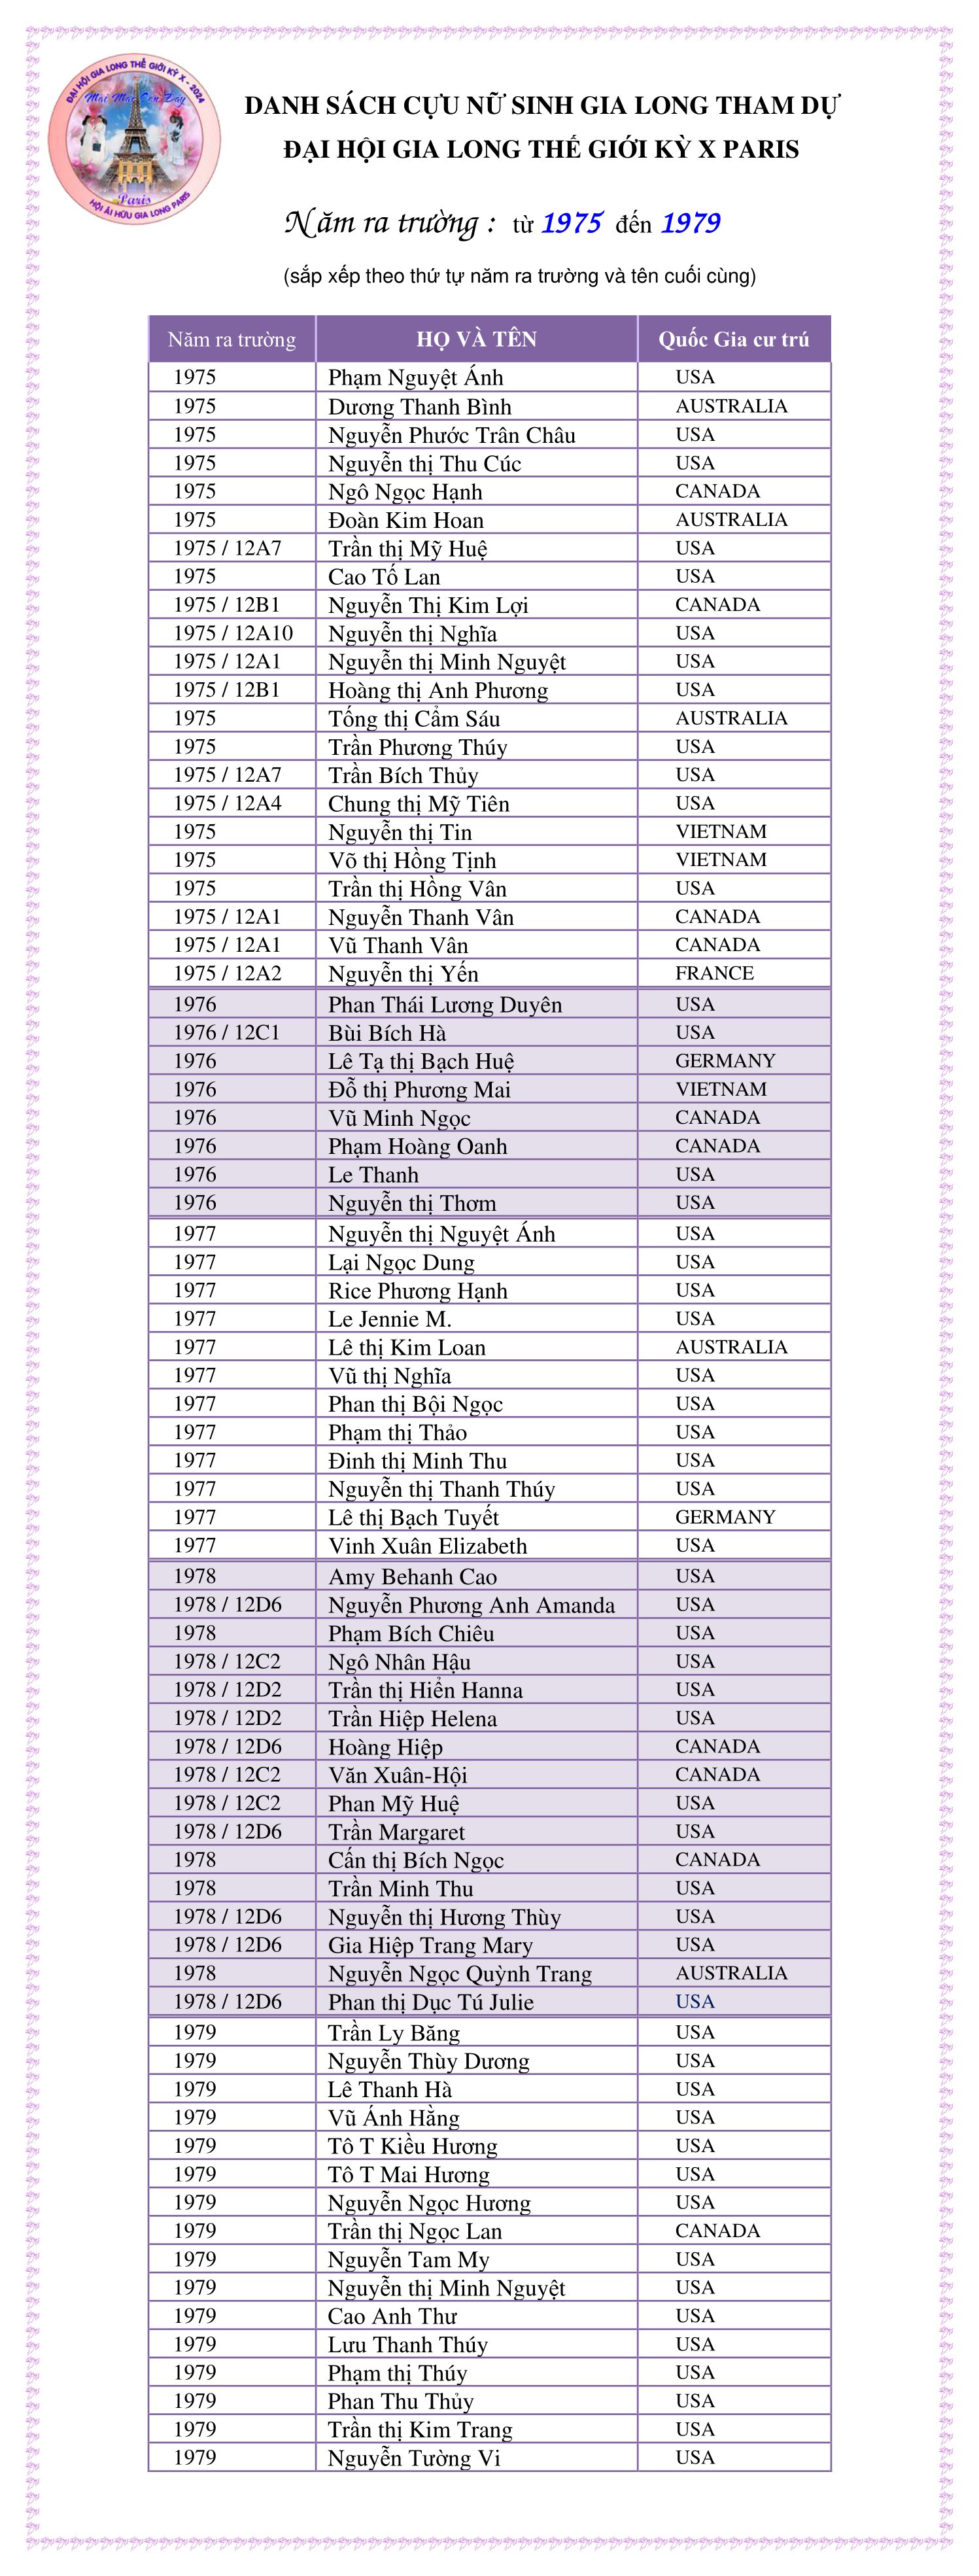 ĐẠI HỘI GIA LONG THẾ GIỚI KỲ X - 2024
Mãi Mãi Còn Đây
Paris
HỘI ÁI HỮU GIA LONG PARIS
DANH SÁCH CỰU NỮ SINH GIA LONG THAM DỰ
ĐẠI HỘI GIA LONG THẾ GIỚI KỲ X PARIS
Năm ra trường : từ 1975 đến 1979
(sắp xếp theo thứ tự năm ra trường và tên cuối cùng)
Năm ra trường HỌ VÀ TÊN Quốc Gia cư trú
1975 Phạm Nguyệt Ánh USA
1975 Dương Thanh Bình AUSTRALIA
1975 Nguyễn Phước Trân Châu USA
1975 Nguyễn thị Thu Cúc USA
1975 Ngô Ngọc Hạnh CANADA
1975 Đoàn Kim Hoan AUSTRALIA
1975 / 12A7 Trần thị Mỹ Huệ USA
1975 Cao Tố Lan USA
1975 / 12B1 Nguyễn Thị Kim Lợi CANADA
1975 / 12A10 Nguyễn thị Nghĩa USA
1975 / 12A1 Nguyễn thị Minh Nguyệt USA
1975 / 12B1 Hoàng thị Anh Phương USA
1975 Tống thị Cẩm Sáu AUSTRALIA
1975 Trần Phương Thúy USA
1975 / 12A7 Trần Bích Thủy USA
1975 / 12A4 Chung thị Mỹ Tiên USA
1975 Nguyễn thị Tin VIETNAM
1975 Võ thị Hồng Tịnh VIETNAM
1975 Trần thị Hồng Vân USA
1975 / 12A1 Nguyễn Thanh Vân CANADA
1975 / 12A1 Vũ Thanh Vân CANADA
1975 / 12A2 Nguyễn thị Yến FRANCE
1976 Phan Thái Lương Duyên USA
1976 / 12C1 Bùi Bích Hà USA
1976 Lê Tạ thị Bạch Huệ GERMANY
1976 Đỗ thị Phương Mai VIETNAM
1976 Vũ Minh Ngọc CANADA
1976 Phạm Hoàng Oanh CANADA
1976 Le Thanh USA
1976 Nguyễn thị Thơm USA
1977 Nguyễn thị Nguyệt Ánh USA
1977 Lại Ngọc Dung USA
1977 Rice Phương Hạnh USA
1977 Le Jennie M. USA
1977 Lê thị Kim Loan AUSTRALIA
1977 Vũ thị Nghĩa USA
1977 Phan thị Bội Ngọc USA
1977 Phạm thị Thảo USA
1977 Đinh thị Minh Thu USA
1977 Nguyễn thị Thanh Thúy USA
1977 Lê thị Bạch Tuyết GERMANY
1977 Vinh Xuân Elizabeth USA
1978 Amy Behanh Cao USA
1978 / 12D6 Nguyễn Phương Anh Amanda USA
1978 Phạm Bích Chiêu USA
1978 / 12C2 Ngô Nhân Hậu USA
1978 / 12D2 Trần thị Hiển Hanna USA
1978 / 12D2 Trần Hiệp Helena USA
1978 / 12D6 Hoàng Hiệp CANADA
1978 / 12C2 Văn Xuân-Hội CANADA
1978 / 12C2 Phan Mỹ Huệ USA
1978 / 12D6 Trần Margaret USA
1978 Cấn thị Bích Ngọc CANADA
1978 Trần Minh Thu USA
1978 / 12D6 Nguyễn thị Hương Thùy USA
1978 / 12D6 Gia Hiệp Trang Mary USA
1978 Nguyễn Ngọc Quỳnh Trang AUSTRALIA
1978 / 12D6 Phan thị Dục Tú Julie USA
1979 Trần Ly Băng USA
1979 Nguyễn Thùy Dương USA
1979 Lê Thanh Hà USA
1979 Vũ Ánh Hằng USA
1979 Tô T Kiều Hương USA
1979 Tô T Mai Hương USA
1979 Nguyễn Ngọc Hương USA
1979 Trần thị Ngọc Lan CANADA
1979 Nguyễn Tam My USA
1979 Nguyễn thị Minh Nguyệt USA
1979 Cao Anh Thư USA
1979 Lưu Thanh Thúy USA
1979 Phạm thị Thúy USA
1979 Phan Thu Thủy USA
1979 Trần thị Kim Trang USA
1979 Nguyễn Tường Vi USA